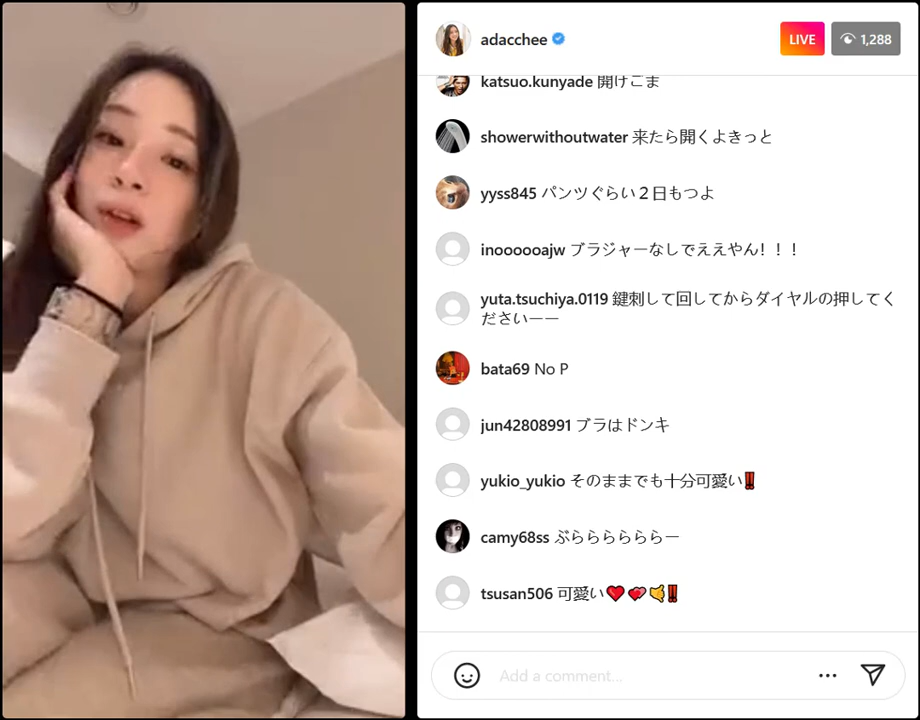 adacchee
LIVE
1,288
katsuo.kunyade 開けごま
showerwithoutwater 来たら開くよきっと
yyss845 パンツぐらい２日もつよ
inoooooajw ブラジャーなしでええやん！！！
yuta.tsuchiya.0119 鍵刺して回してからダイヤルの押してく
ださいーー
bata69 No P
jun42808991 ブラはドンキ
yukio_yukio そのままでも十分可愛い‼️
camy68ss ぶららららららー
tsusan506 可愛い❤️💕🤙‼️
Add a comment...